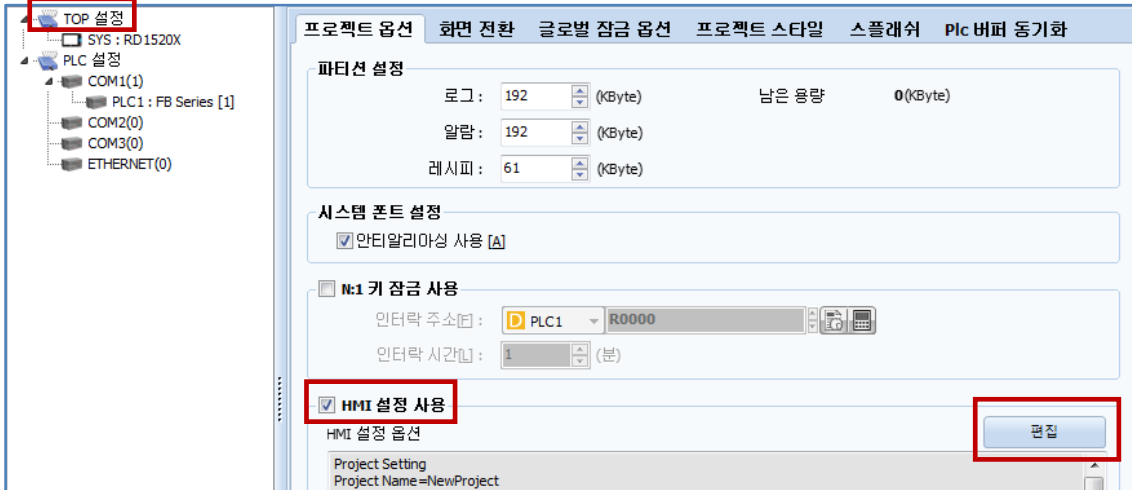 TOP 설정
SYS : RD1520X
PLC 설정
COM1(1)
PLC1 : FB Series [1]
COM2(0)
COM3(0)
ETHERNET(0)
프로젝트 옵션 화면 전환 글로벌 잠금 옵션 프로젝트 스타일 스플래쉬 Plc 버퍼 동기화
파티션 설정
로그 : 192 (KByte) 남은 용량 0(KByte)
알람 : 192 (KByte)
레시피 : 61 (KByte)
시스템 폰트 설정
안티알리아싱 사용 [A]
N:1 키 잠금 사용
인터락 주소[F] : D PLC1 R0000
인터락 시간[L] : 1 (분)
HMI 설정 사용
HMI 설정 옵션 편집
Project Setting
Project Name=NewProject